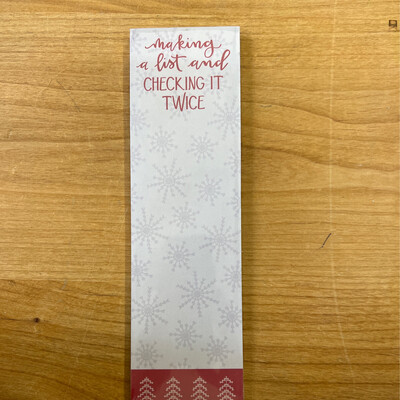 making
a list and
CHECKING IT
TWICE